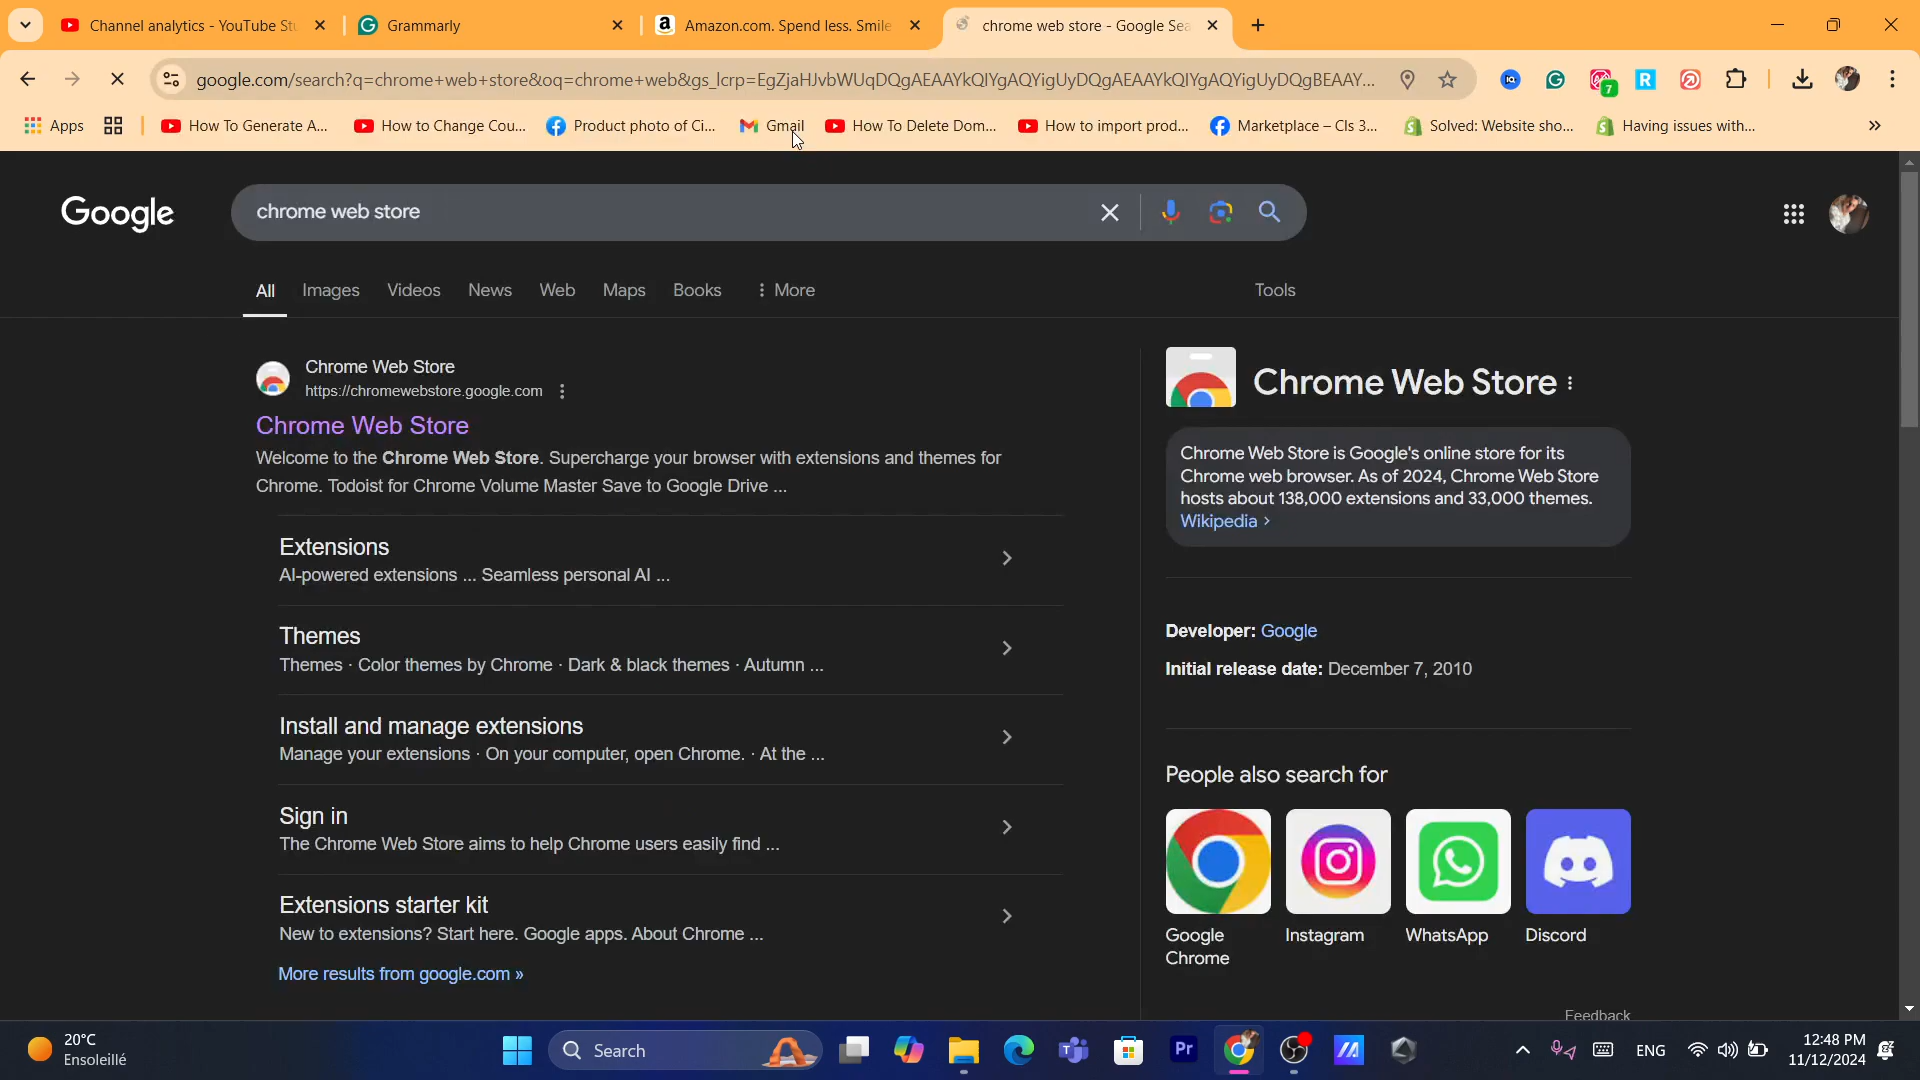 Channel analytics - YouTube Stu
Grammarly
Amazon.com. Spend less. Smile
chrome web store - Google Sea
google.com/search?q=chrome+web+store&oq=chrome+web&gs_lcrp=EgZjaHJvbWUqDQgAEAAYkQIYgAQYigUyDQgAEAAYkQIYgAQYigUyDQgBEAAY...
7
Apps
How To Generate A...
How to Change Cou...
Product photo of Ci...
Gmail
How To Delete Dom...
How to import prod...
Marketplace – Cls 3...
Solved: Website sho...
Having issues with...
Google
chrome web store
All
Images
Videos
News
Web
Maps
Books
More
Tools
Chrome Web Store
https://chromewebstore.google.com
Chrome Web Store
Welcome to the Chrome Web Store. Supercharge your browser with extensions and themes for
Chrome. Todoist for Chrome Volume Master Save to Google Drive ...
Extensions
AI-powered extensions ... Seamless personal AI ...
Themes
Themes · Color themes by Chrome · Dark & black themes · Autumn ...
Install and manage extensions
Manage your extensions · On your computer, open Chrome. · At the ...
Sign in
The Chrome Web Store aims to help Chrome users easily find ...
Extensions starter kit
New to extensions? Start here. Google apps. About Chrome ...
More results from google.com »
Chrome Web Store
Chrome Web Store is Google's online store for its
Chrome web browser. As of 2024, Chrome Web Store
hosts about 138,000 extensions and 33,000 themes.
Wikipedia ›
Developer: Google
Initial release date: December 7, 2010
People also search for
Google
Chrome
Instagram
WhatsApp
Discord
Feedback
20°C
Ensoleillé
Search
Pr
ENG
12:48 PM
11/12/2024